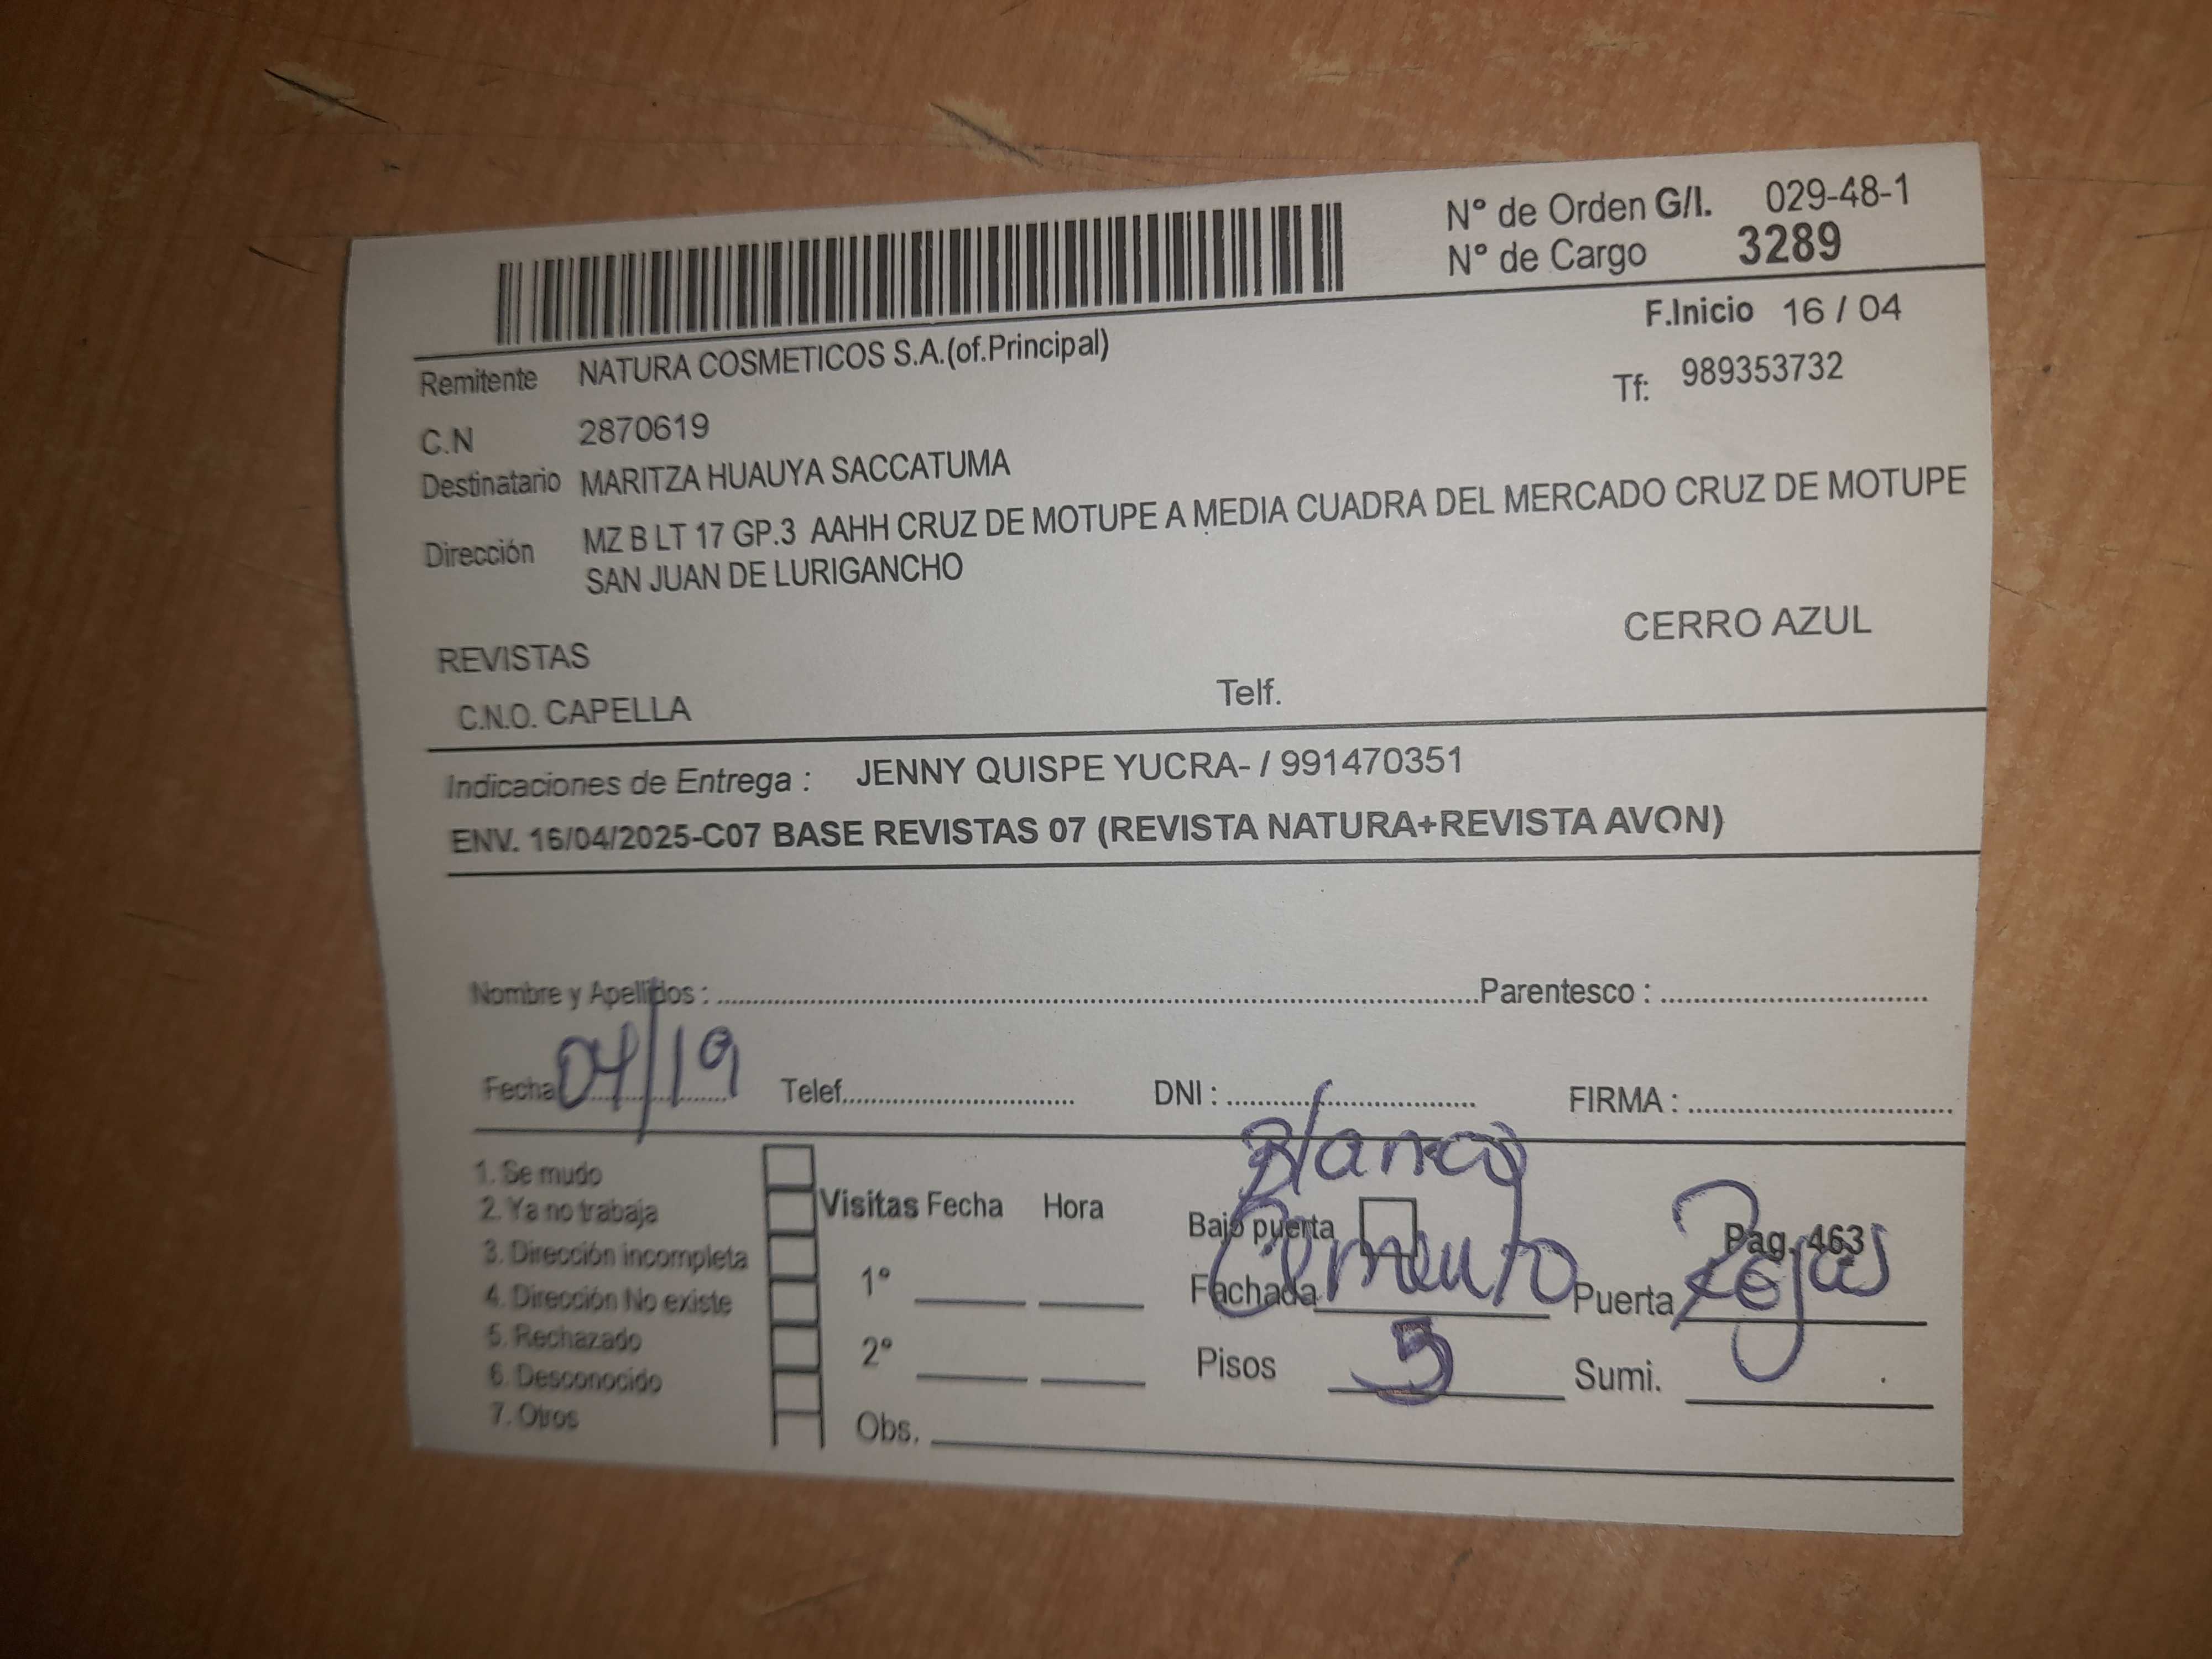 N° de Orden G/I. 029-48-1
N° de Cargo 3289
F.Inicio 16 / 04
Remitente NATURA COSMETICOS S.A.(of.Principal)
Tf: 989353732
C.N 2870619
Destinatario MARITZA HUAUYA SACCATUMA
Dirección MZ B LT 17 GP.3 AAHH CRUZ DE MOTUPE A MEDIA CUADRA DEL MERCADO CRUZ DE MOTUPE
SAN JUAN DE LURIGANCHO
CERRO AZUL
REVISTAS
C.N.O. CAPELLA Telf.
Indicaciones de Entrega : JENNY QUISPE YUCRA- / 991470351
ENV. 16/04/2025-C07 BASE REVISTAS 07 (REVISTA NATURA+REVISTA AVON)
Nombre y Apellidos : Parentesco :
Fecha 04/19 Telef. DNI : FIRMA :
1. Se mudo
2. Ya no trabaja
3. Dirección incompleta
4. Dirección No existe
5. Rechazado
6. Desconocido
7. Otros
Visitas Fecha Hora
1°
2°
Obs.
Blanco
Bajo puerta Pag. 463
Fachada Puerta Rejas
Pisos 3 Sumi.